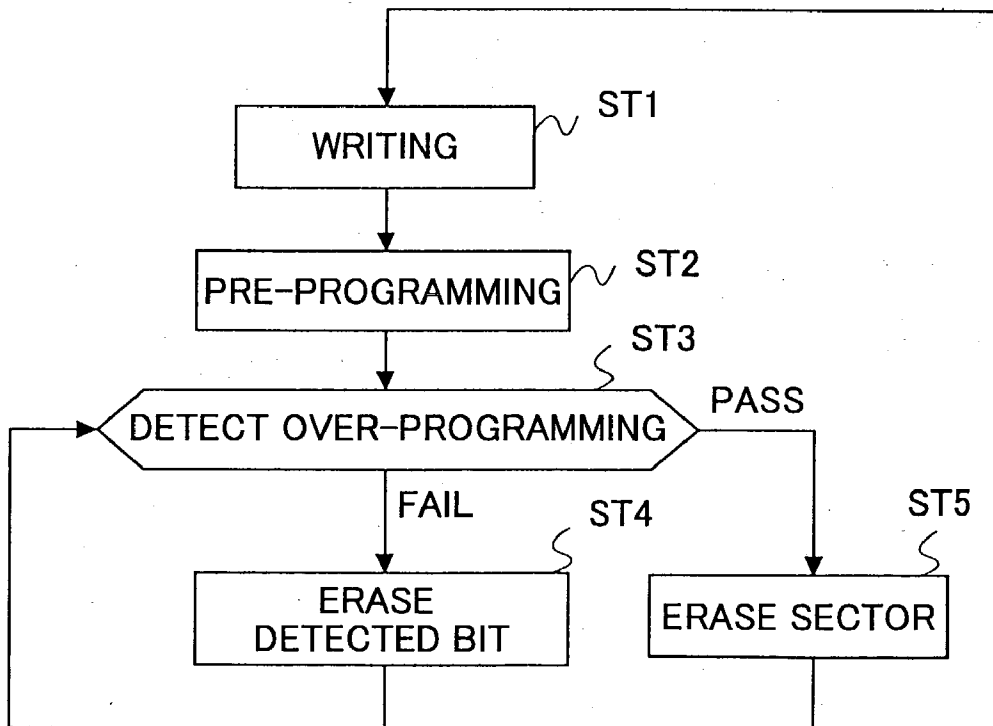 ST1
WRITING
ST2
PRE-PROGRAMMING
ST3
DETECT OVER-PROGRAMMING
PASS
FAIL
ST4
ST5
ERASE
DETECTED BIT
ERASE SECTOR